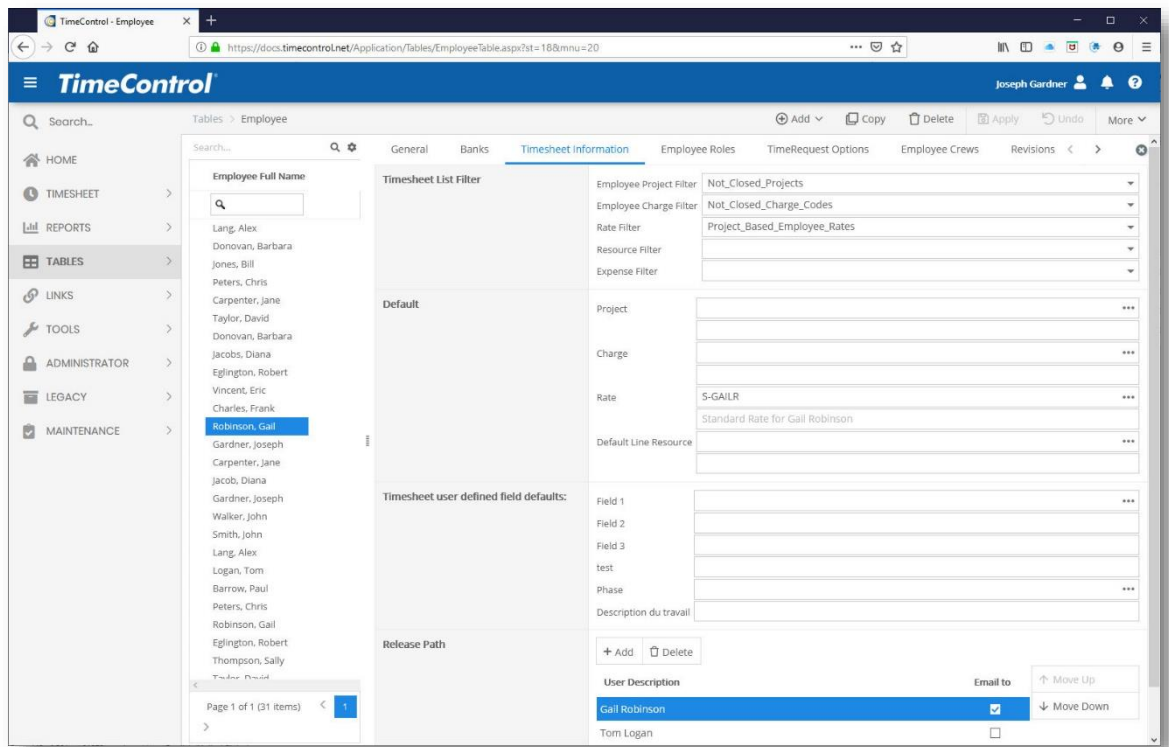 TimeControl - Employee
https://docs.timecontrol.net/Application/Tables/EmployeeTable.aspx?st=18&mnu=20
TimeControl
Joseph Gardner
Search...
HOME
TIMESHEET
REPORTS
TABLES
LINKS
TOOLS
ADMINISTRATOR
LEGACY
MAINTENANCE
Tables > Employee
Add
Copy
Delete
Apply
Undo
More
Search...
Employee Full Name
Lang, Alex
Donovan, Barbara
Jones, Bill
Peters, Chris
Carpenter, Jane
Taylor, David
Donovan, Barbara
Jacobs, Diana
Eglington, Robert
Vincent, Eric
Charles, Frank
Robinson, Gail
Gardner, Joseph
Carpenter, Jane
Jacob, Diana
Gardner, Joseph
Walker, John
Smith, John
Lang, Alex
Logan, Tom
Barrow, Paul
Peters, Chris
Robinson, Gail
Eglington, Robert
Thompson, Sally
Taylor, David
Page 1 of 1 (31 items) < 1
>
General Banks Timesheet Information Employee Roles TimeRequest Options Employee Crews Revisions < >
Timesheet List Filter
Employee Project Filter Not_Closed_Projects
Employee Charge Filter Not_Closed_Charge_Codes
Rate Filter Project_Based_Employee_Rates
Resource Filter
Expense Filter
Default
Project
Charge
Rate S-GAILR
Standard Rate for Gail Robinson
Default Line Resource
Timesheet user defined field defaults:
Field 1
Field 2
Field 3
test
Phase
Description du travail
Release Path
+ Add Delete
User Description Email to
Gail Robinson
Tom Logan
Move Up
Move Down